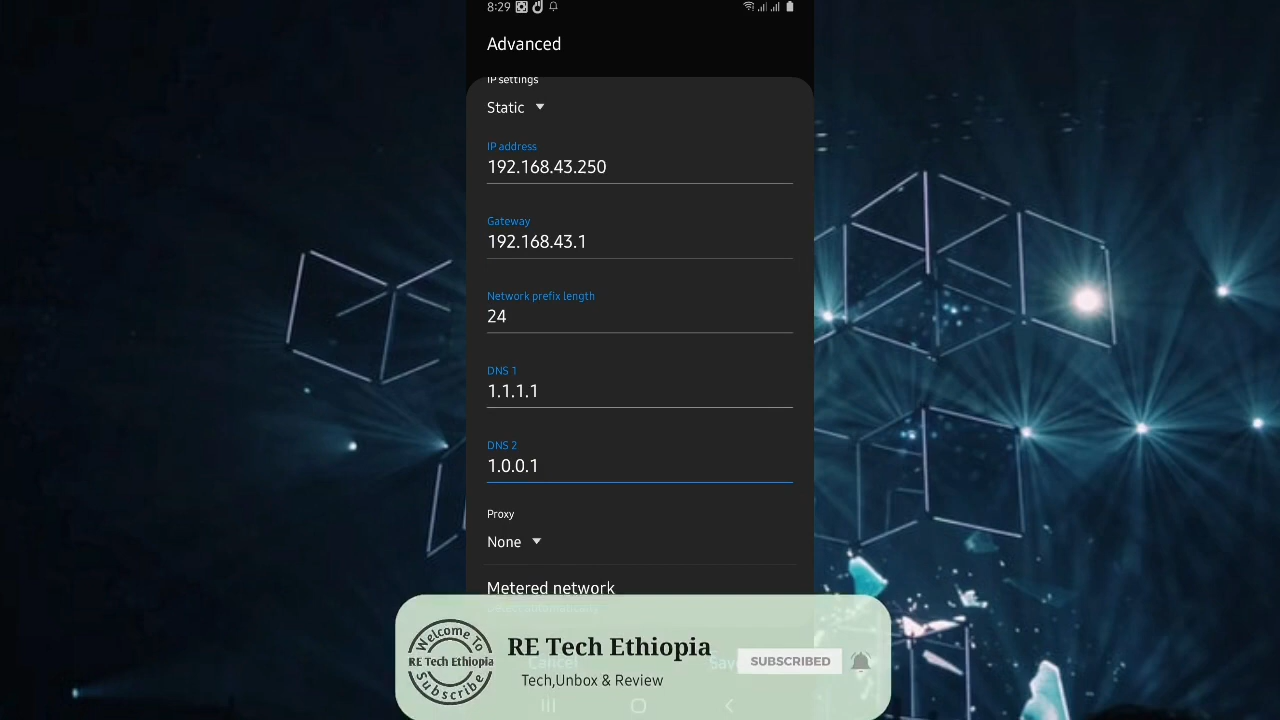 8:29
Advanced
IP settings
Static
IP address
192.168.43.250
Gateway
192.168.43.1
Network prefix length
24
DNS 1
1.1.1.1
DNS 2
1.0.0.1
Proxy
None
Metered network
Welcome To
RE Tech Ethiopia
Subscribe
RE Tech Ethiopia
Cancel
SUBSCRIBED
Tech,Unbox & Review